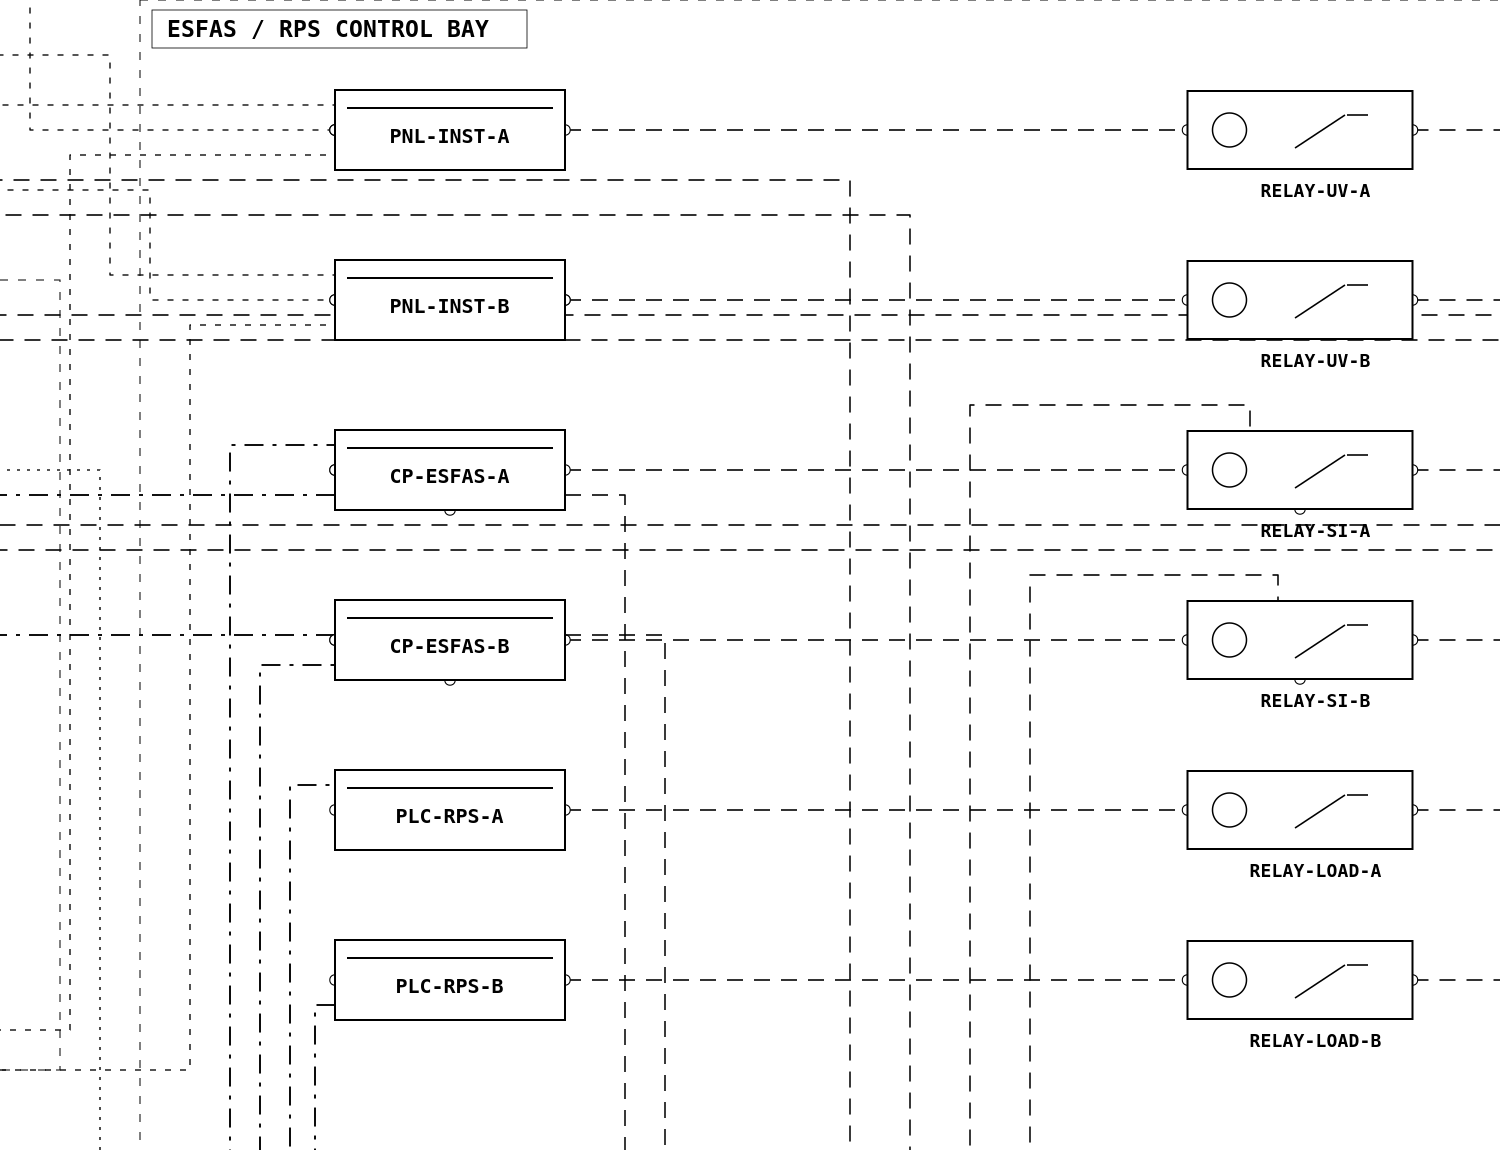 ESFAS / RPS CONTROL BAY
PNL-INST-A
RELAY-UV-A
PNL-INST-B
RELAY-UV-B
CP-ESFAS-A
RELAY-SI-A
CP-ESFAS-B
RELAY-SI-B
PLC-RPS-A
RELAY-LOAD-A
PLC-RPS-B
RELAY-LOAD-B